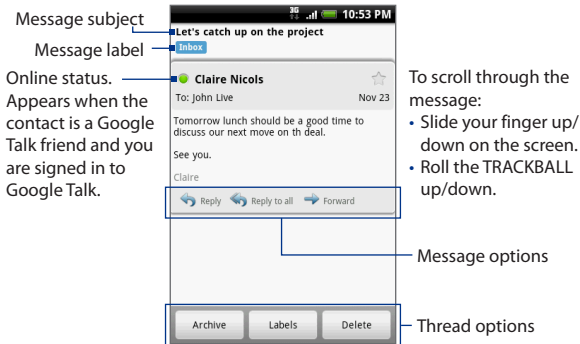 Message subject
Message label
Online status.
Appears when the
contact is a Google
Talk friend and you
are signed in to
Google Talk.
3G 10:53 PM
Let's catch up on the project
Inbox
Claire Nicols
To: John Live Nov 23
Tomorrow lunch should be a good time to
discuss our next move on th deal.
See you.
Claire
Reply Reply to all Forward
Archive Labels Delete
To scroll through the
message:
• Slide your finger up/
down on the screen.
• Roll the TRACKBALL
up/down.
Message options
Thread options